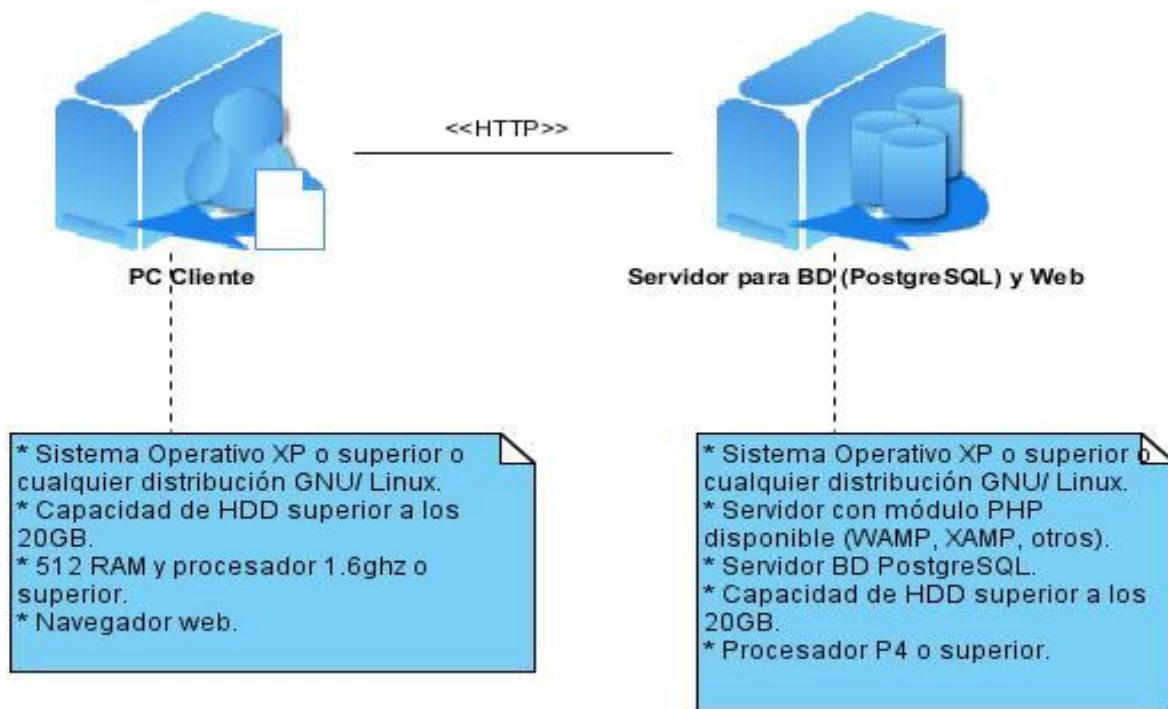 <<HTTP>>
PC Cliente
Servidor para BD (PostgreSQL) y Web
* Sistema Operativo XP o superior o
cualquier distribución GNU/ Linux.
* Capacidad de HDD superior a los
20GB.
* 512 RAM y procesador 1.6ghz o
superior.
* Navegador web.
* Sistema Operativo XP o superior o
cualquier distribución GNU/ Linux.
* Servidor con módulo PHP
disponible (WAMP, XAMP, otros).
* Servidor BD PostgreSQL.
* Capacidad de HDD superior a los
20GB.
* Procesador P4 o superior.